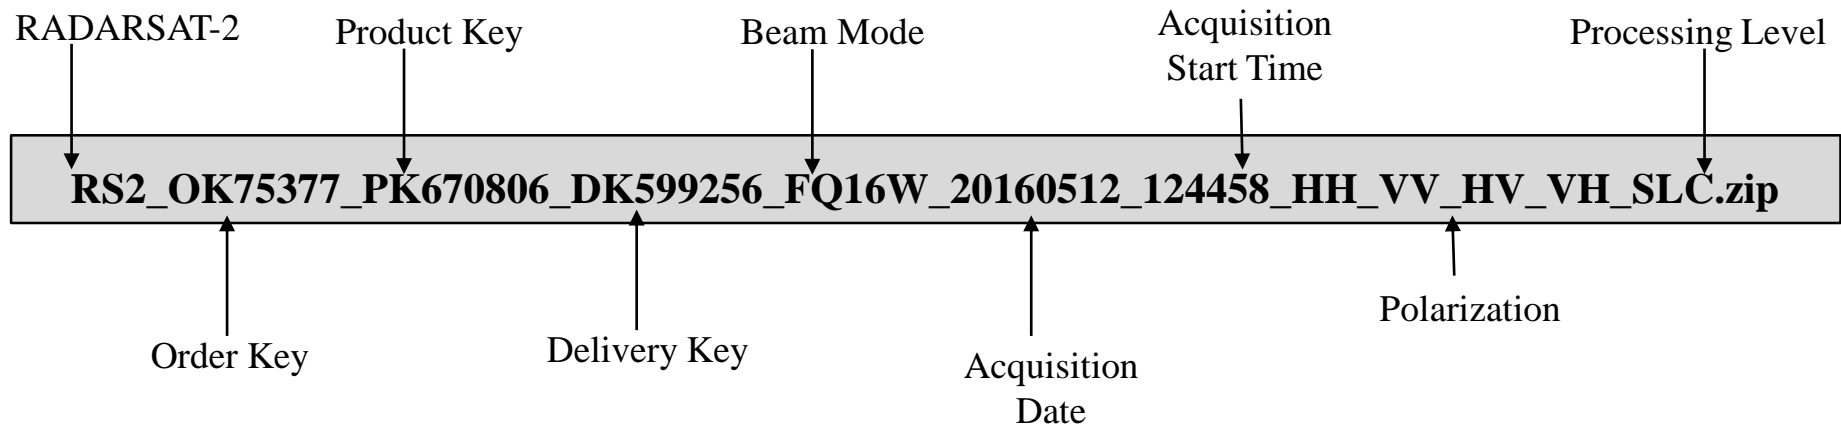 RADARSAT-2
Product Key
Beam Mode
Acquisition
Start Time
Processing Level
RS2_OK75377_PK670806_DK599256_FQ16W_20160512_124458_HH_VV_HV_VH_SLC.zip
Order Key
Delivery Key
Acquisition
Date
Polarization